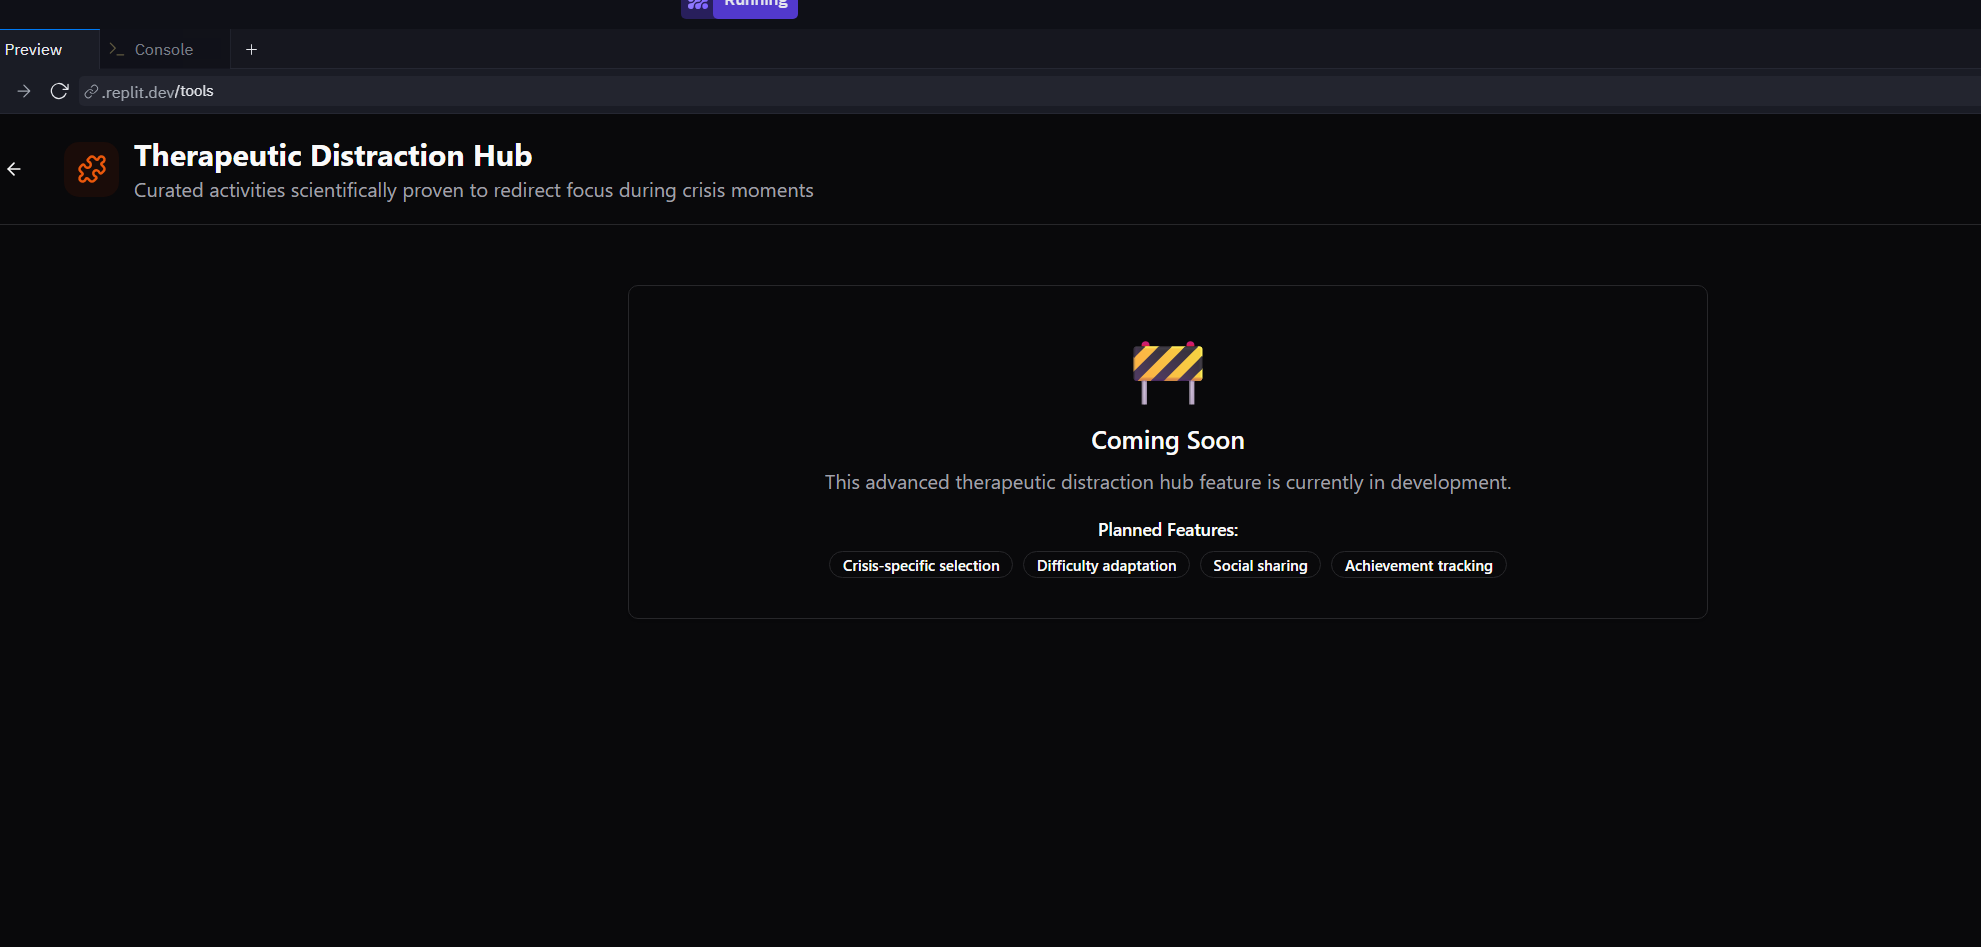 Running
Preview
Console
.replit.dev/tools
Therapeutic Distraction Hub
Curated activities scientifically proven to redirect focus during crisis moments
Coming Soon
This advanced therapeutic distraction hub feature is currently in development.
Planned Features:
Crisis-specific selection
Difficulty adaptation
Social sharing
Achievement tracking